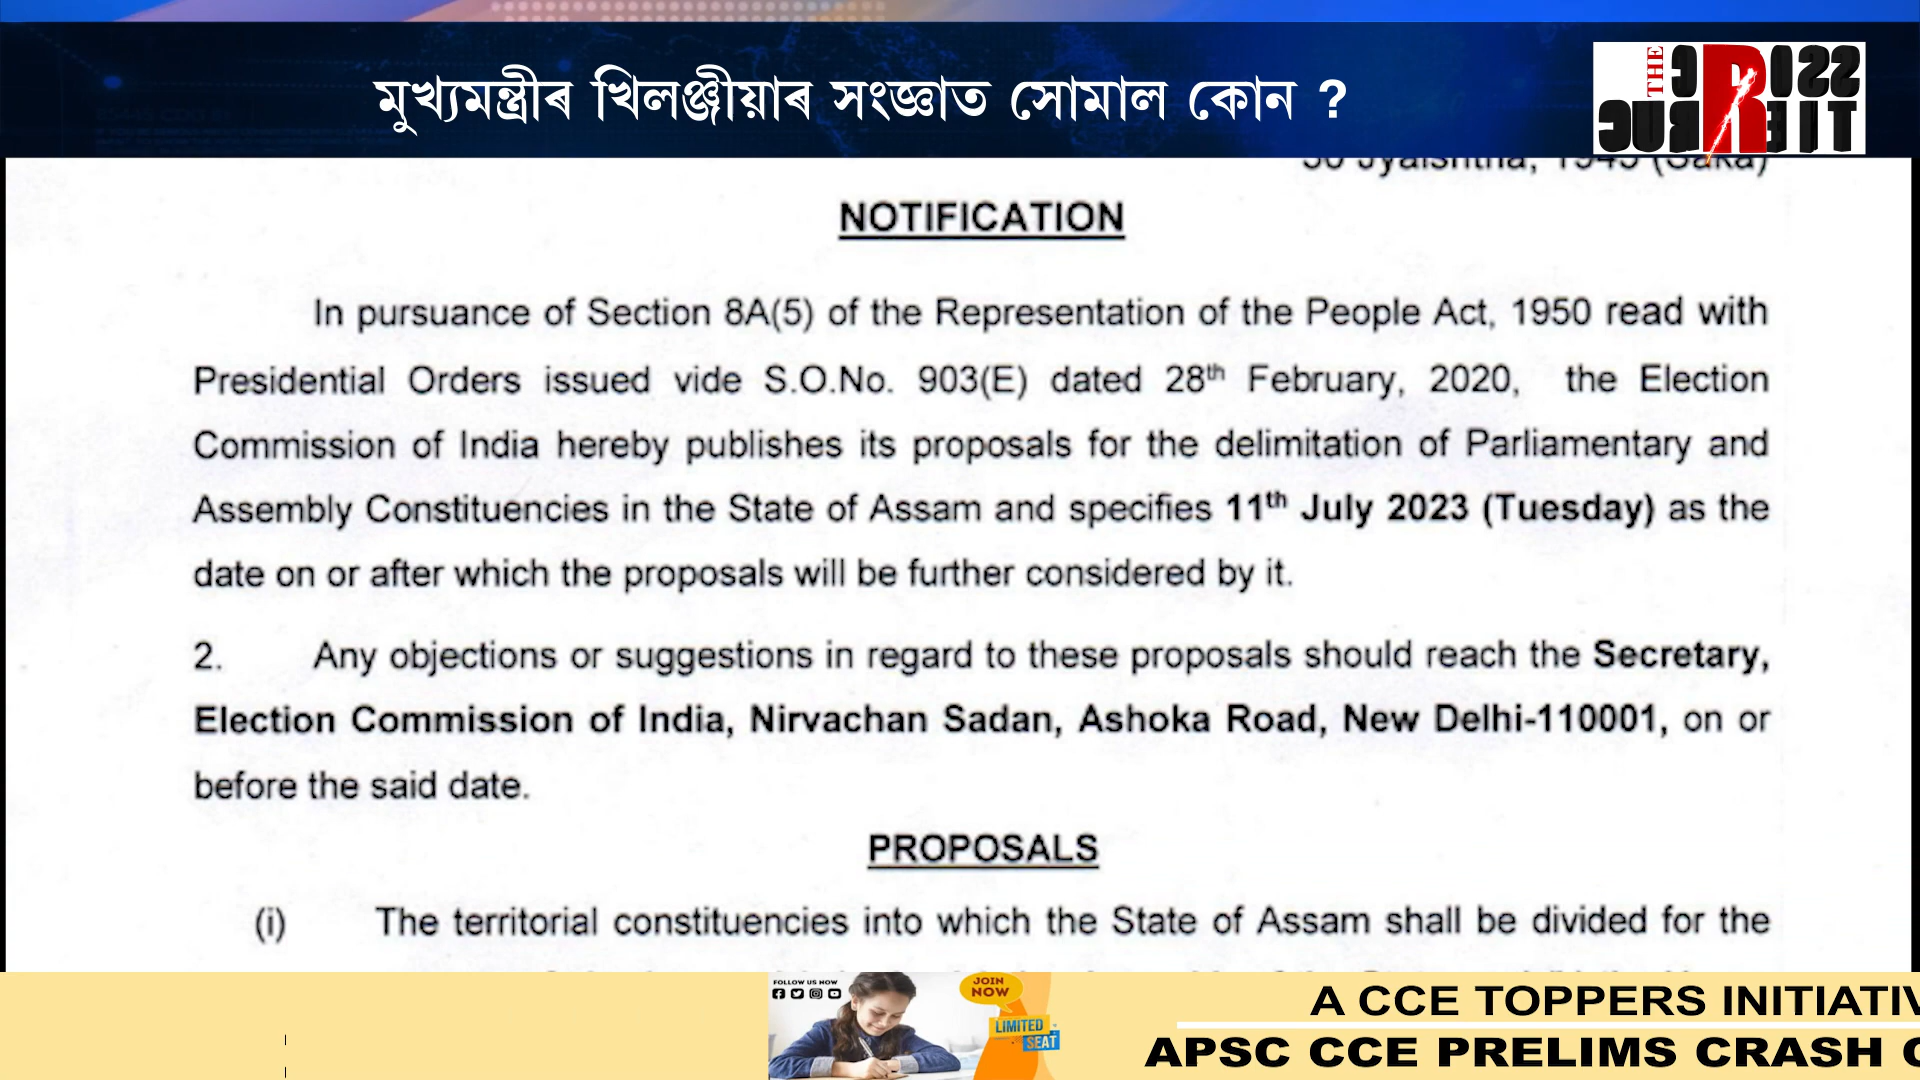 মুখ্যমন্ত্ৰীৰ খিলঞ্জীয়াৰ সংজ্ঞাত সোমাল কোন ?
THE
30 Jyaishtha, 1945 (Saka)
NOTIFICATION
In pursuance of Section 8A(5) of the Representation of the People Act, 1950 read with
Presidential Orders issued vide S.O.No. 903(E) dated 28th February, 2020, the Election
Commission of India hereby publishes its proposals for the delimitation of Parliamentary and
Assembly Constituencies in the State of Assam and specifies 11th July 2023 (Tuesday) as the
date on or after which the proposals will be further considered by it.
2. Any objections or suggestions in regard to these proposals should reach the Secretary,
Election Commission of India, Nirvachan Sadan, Ashoka Road, New Delhi-110001, on or
before the said date.
PROPOSALS
(i) The territorial constituencies into which the State of Assam shall be divided for the
FOLLOW US NOW
JOIN
NOW
LIMITED
SEAT
A CCE TOPPERS INITIATIV
APSC CCE PRELIMS CRASH C